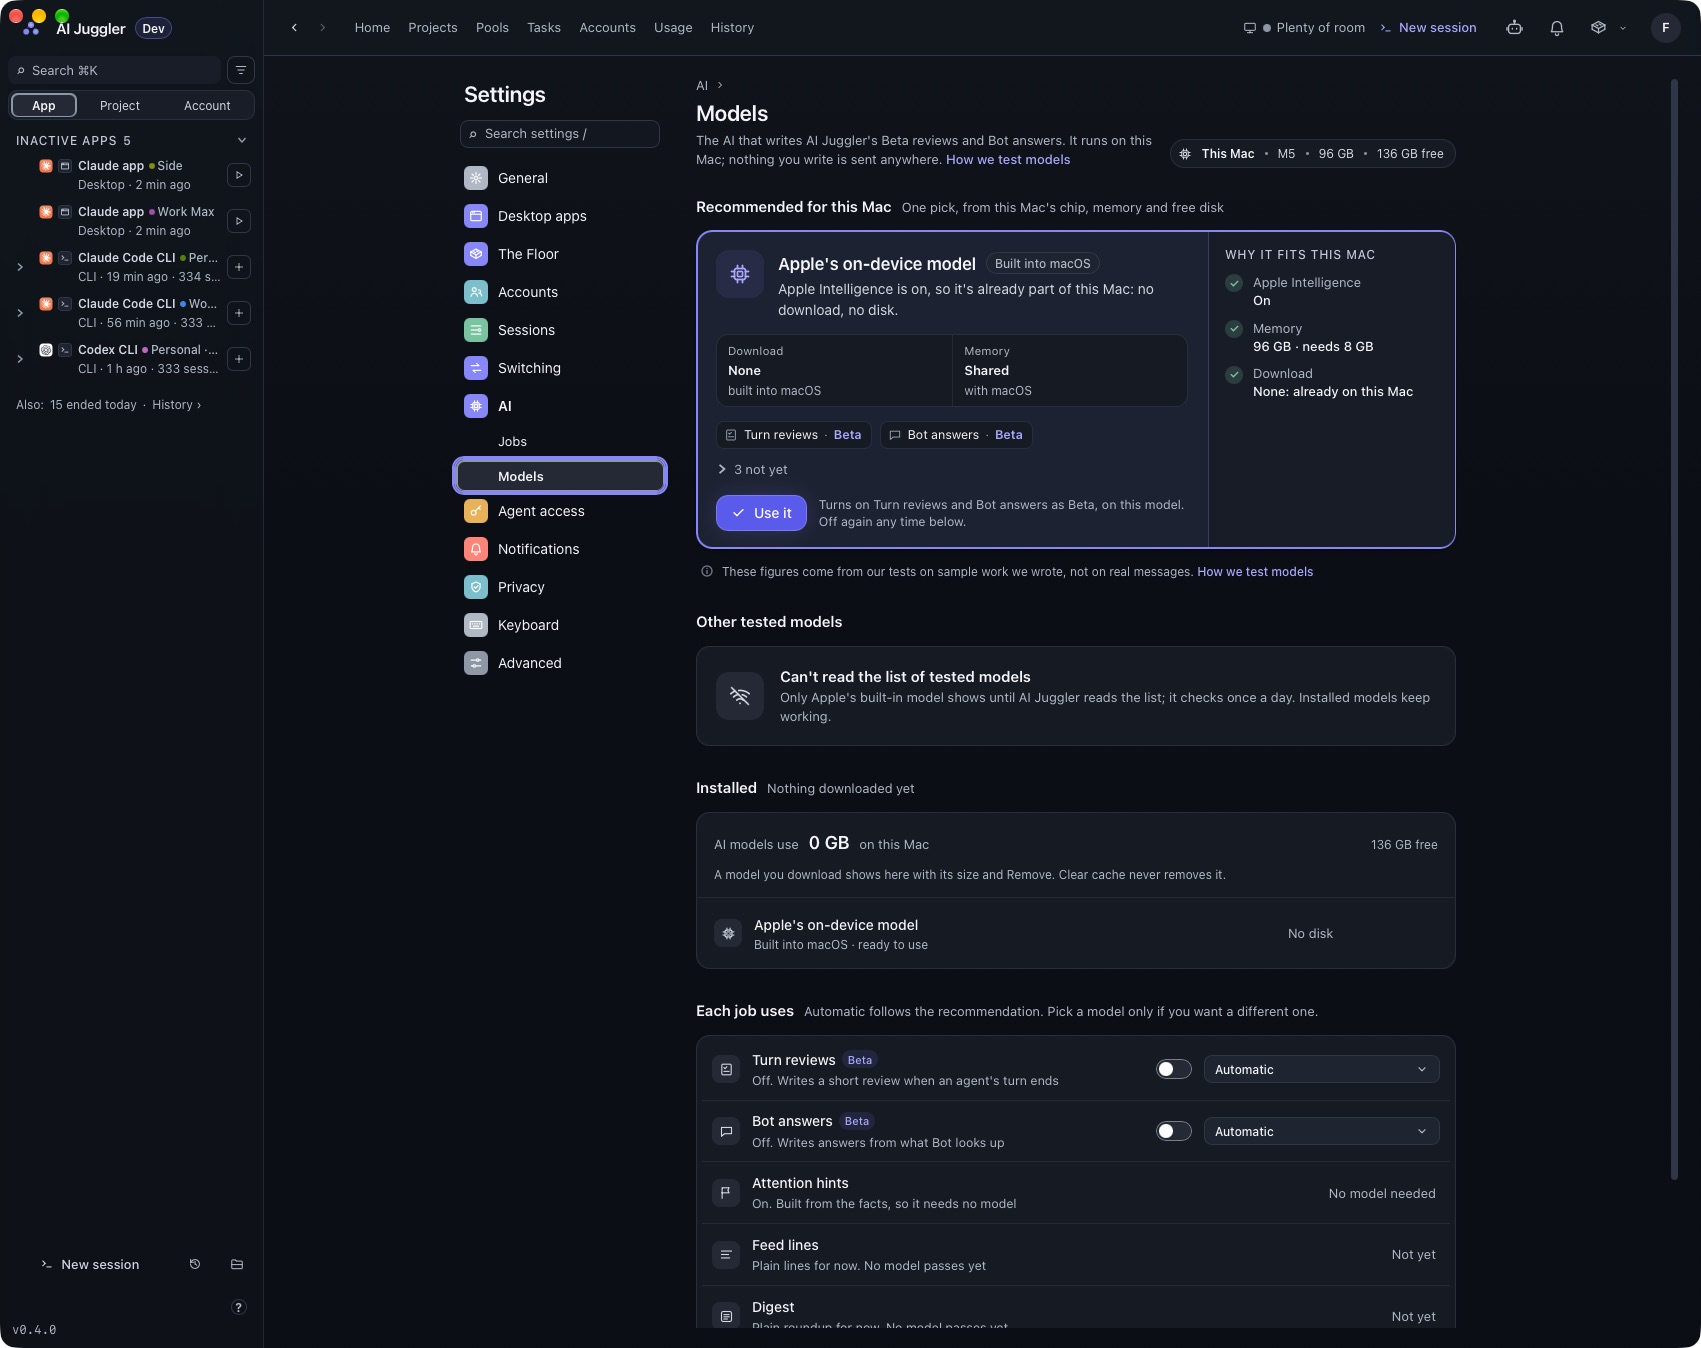 AI Juggler Dev
Search ⌘K
App Project Account
INACTIVE APPS 5
Claude app Side
Desktop · 2 min ago
Claude app Work Max
Desktop · 2 min ago
Claude Code CLI Per...
CLI · 19 min ago · 334 s...
Claude Code CLI Wo...
CLI · 56 min ago · 333 ...
Codex CLI Personal ·...
CLI · 1 h ago · 333 sess...
Also: 15 ended today · History ›
New session
?
v0.4.0
Home Projects Pools Tasks Accounts Usage History
Plenty of room New session F
Settings
Search settings /
General
Desktop apps
The Floor
Accounts
Sessions
Switching
AI
Jobs
Models
Agent access
Notifications
Privacy
Keyboard
Advanced
AI ›
Models
The AI that writes AI Juggler's Beta reviews and Bot answers. It runs on this
Mac; nothing you write is sent anywhere. How we test models
This Mac • M5 • 96 GB • 136 GB free
Recommended for this Mac One pick, from this Mac's chip, memory and free disk
Apple's on-device model Built into macOS
Apple Intelligence is on, so it's already part of this Mac: no
download, no disk.
Download
None
built into macOS
Memory
Shared
with macOS
Turn reviews · Beta Bot answers · Beta
3 not yet
Use it
Turns on Turn reviews and Bot answers as Beta, on this model.
Off again any time below.
WHY IT FITS THIS MAC
Apple Intelligence
On
Memory
96 GB · needs 8 GB
Download
None: already on this Mac
These figures come from our tests on sample work we wrote, not on real messages. How we test models
Other tested models
Can't read the list of tested models
Only Apple's built-in model shows until AI Juggler reads the list; it checks once a day. Installed models keep
working.
Installed Nothing downloaded yet
AI models use 0 GB on this Mac 136 GB free
A model you download shows here with its size and Remove. Clear cache never removes it.
Apple's on-device model
Built into macOS · ready to use
No disk
Each job uses Automatic follows the recommendation. Pick a model only if you want a different one.
Turn reviews Beta
Off. Writes a short review when an agent's turn ends
Automatic
Bot answers Beta
Off. Writes answers from what Bot looks up
Automatic
Attention hints
On. Built from the facts, so it needs no model
No model needed
Feed lines
Plain lines for now. No model passes yet
Not yet
Digest
Plain roundup for now. No model passes yet
Not yet